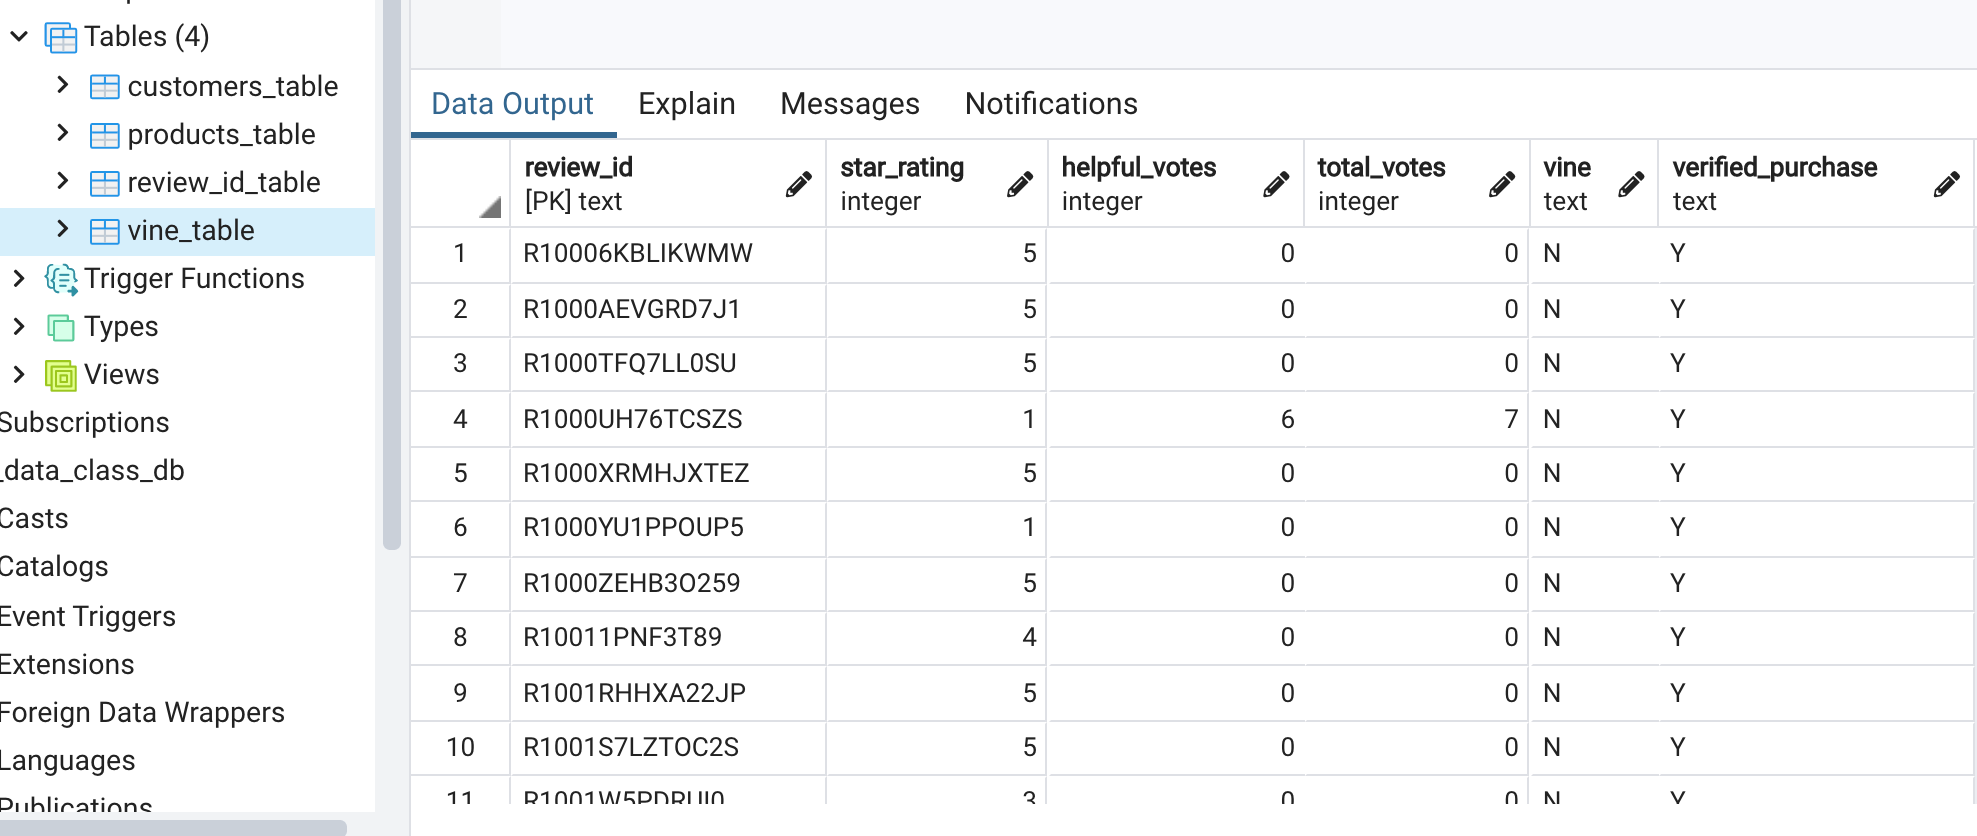 Tables (4)
customers_table
products_table
review_id_table
vine_table
Trigger Functions
Types
Views
Subscriptions
_data_class_db
Casts
Catalogs
Event Triggers
Extensions
Foreign Data Wrappers
Languages
Publications
Data Output Explain Messages Notifications
review_id star_rating helpful_votes total_votes vine verified_purchase
[PK] text integer integer integer text text
1 R10006KBLIKWMW 5 0 0 N Y
2 R1000AEVGRD7J1 5 0 0 N Y
3 R1000TFQ7LL0SU 5 0 0 N Y
4 R1000UH76TCSZS 1 6 7 N Y
5 R1000XRMHJXTEZ 5 0 0 N Y
6 R1000YU1PPOUP5 1 0 0 N Y
7 R1000ZEHB3O259 5 0 0 N Y
8 R10011PNF3T89 4 0 0 N Y
9 R1001RHHXA22JP 5 0 0 N Y
10 R1001S7LZTOC2S 5 0 0 N Y
11 3 0 0 N Y